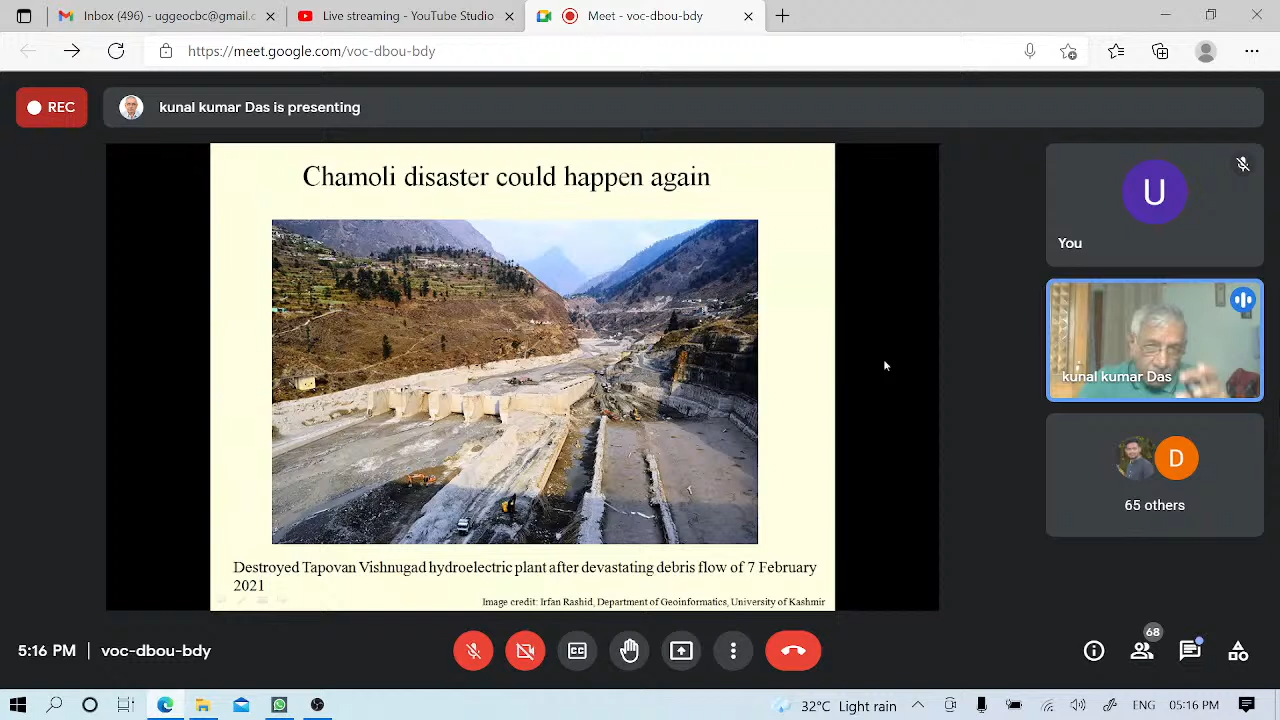 Inbox (496) - uggeocbc@gmail.c
YouTube Live Streaming - YouTube Studio
Meet - voc-dbou-bdy
https://meet.google.com/voc-dbou-bdy
REC
kunal kumar Das is presenting
Chamoli disaster could happen again
Destroyed Tapovan Vishnugad hydroelectric plant after devastating debris flow of 7 February
2021
Image credit: Irfan Rashid, Department of Geoinformatics, University of Kashmir
U
You
kunal kumar Das
D
65 others
5:16 PM | voc-dbou-bdy
68
32°C Light rain
ENG
05:16 PM